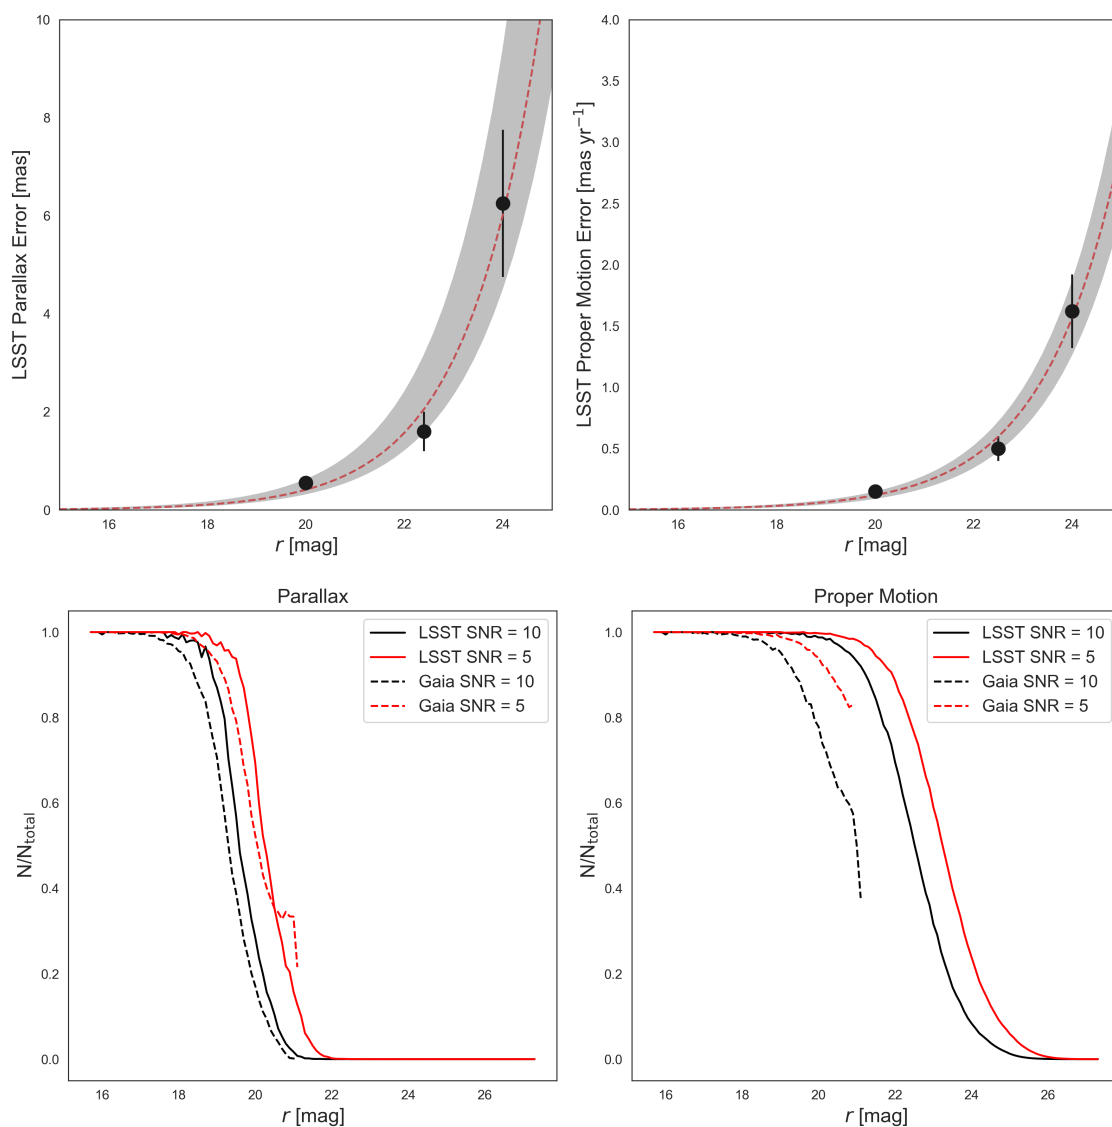 10
8
6
4
2
0
LSST Parallax Error [mas]
16 18 20 22 24
r [mag]
4.0
3.5
3.0
2.5
2.0
1.5
1.0
0.5
0
LSST Proper Motion Error [mas yr⁻¹]
16 18 20 22 24
r [mag]
Parallax
1.0
0.8
0.6
0.4
0.2
0.0
N/N_total
LSST SNR = 10
LSST SNR = 5
Gaia SNR = 10
Gaia SNR = 5
16 18 20 22 24 26
r [mag]
Proper Motion
1.0
0.8
0.6
0.4
0.2
0.0
N/N_total
LSST SNR = 10
LSST SNR = 5
Gaia SNR = 10
Gaia SNR = 5
16 18 20 22 24 26
r [mag]